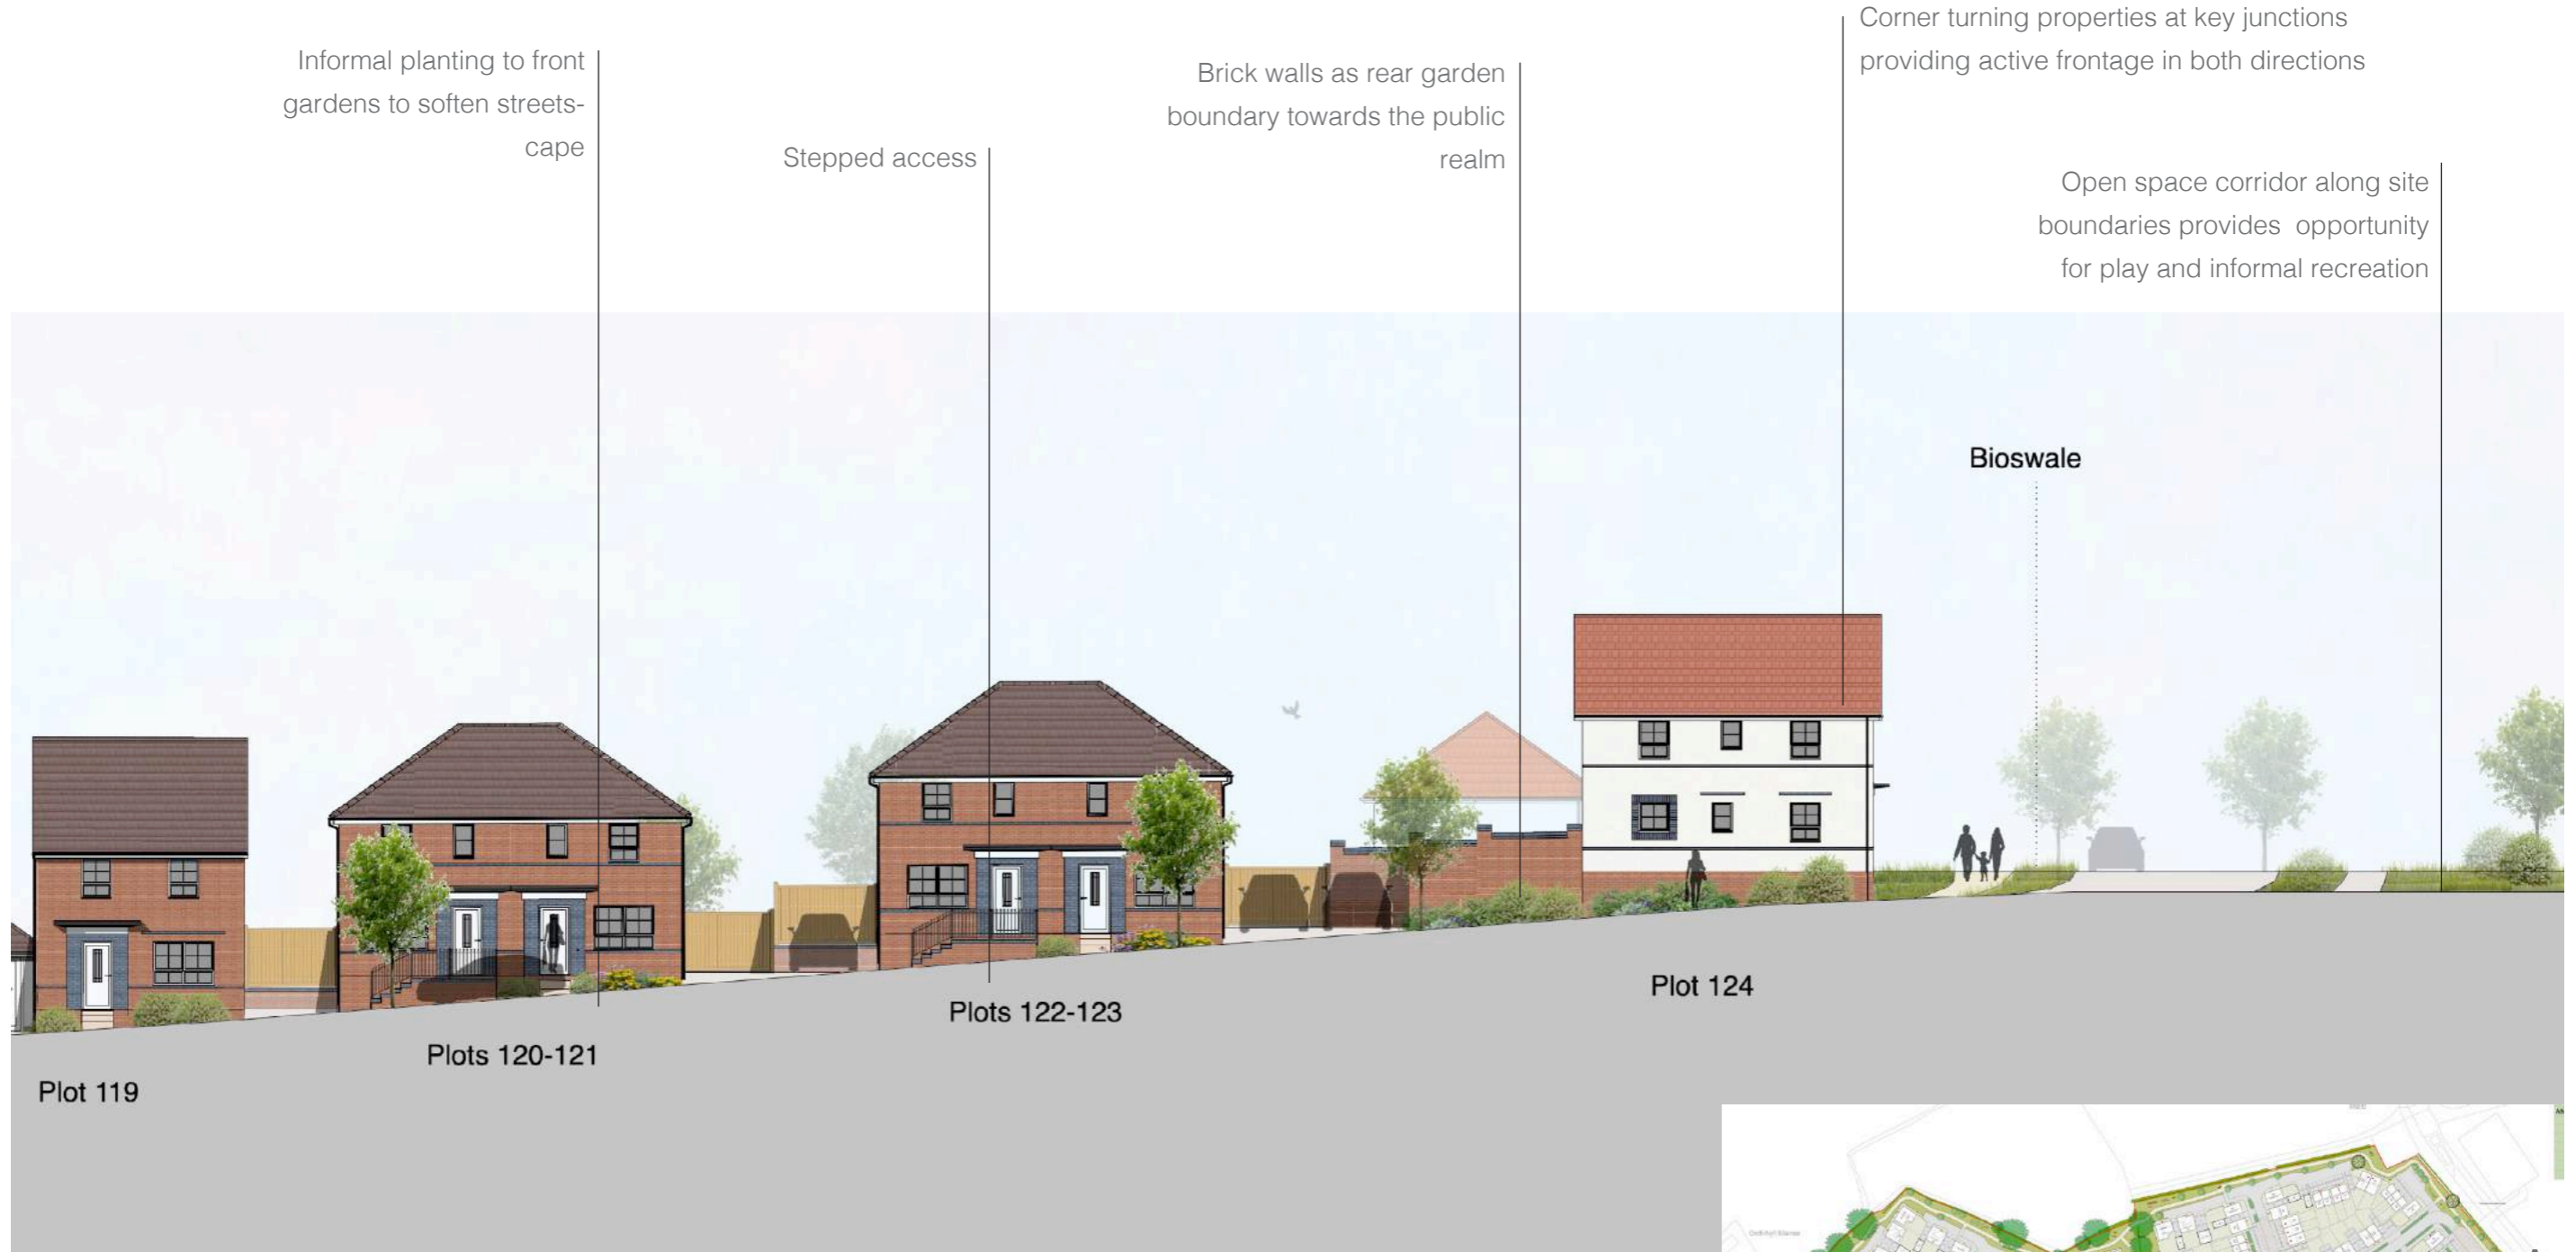 Corner turning properties at key junctions
providing active frontage in both directions
Informal planting to front
gardens to soften streets-
cape
Brick walls as rear garden
boundary towards the public
realm
Stepped access
Open space corridor along site
boundaries provides opportunity
for play and informal recreation
Bioswale
Plot 124
Plots 122-123
Plots 120-121
Plot 119